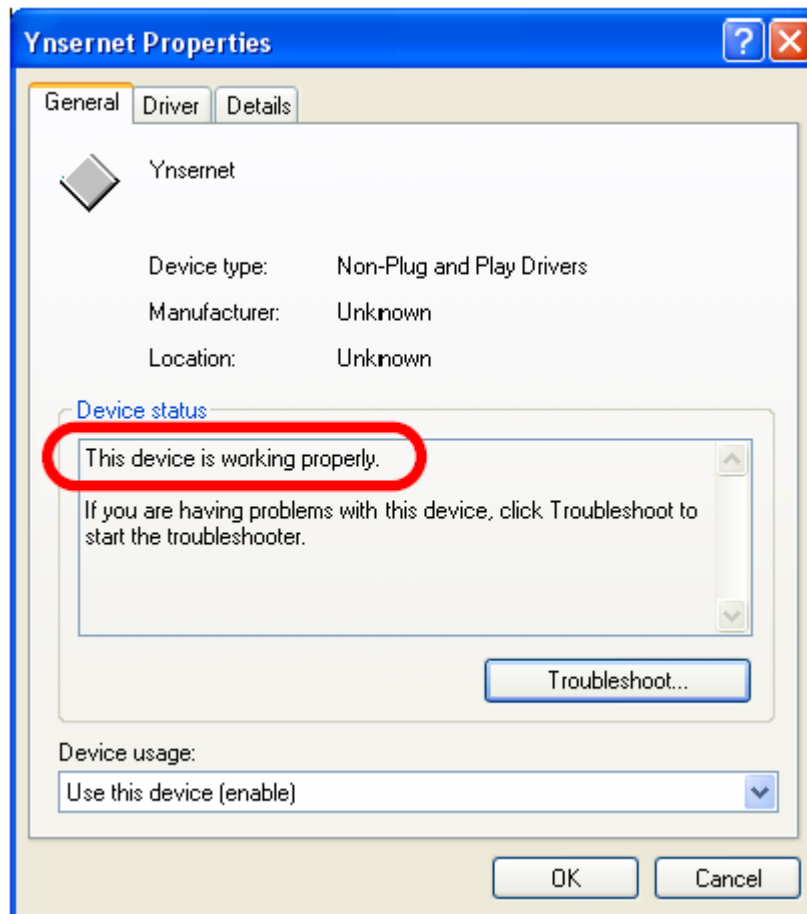 Ynsernet Properties
General Driver Details
Ynsernet
Device type: Non-Plug and Play Drivers
Manufacturer: Unknown
Location: Unknown
Device status
This device is working properly.
If you are having problems with this device, click Troubleshoot to
start the troubleshooter.
Troubleshoot...
Device usage:
Use this device (enable)
OK Cancel